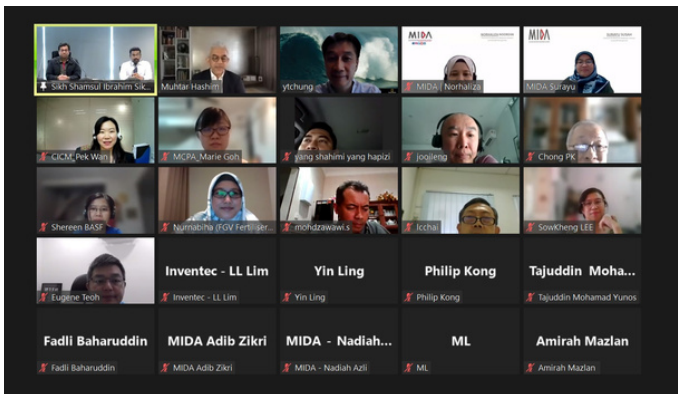 Sikh Shamsul Ibrahim Sik...
Muhtar Hashim
ytchung
MIDA
MIDA | Norhaliza
MIDA
MIDA Surayu
CICM_Pek Wan
MCPA_Marie Goh
yang shahimi yang hapizi
joojieng
Chong PK
Shereen BASF
Nurnabiha (FGV Fertiliser...
mohdzawawi.s
lcchai
SowKheng LEE
Eugene Teoh
Inventec - LL Lim
Inventec - LL Lim
Yin Ling
Yin Ling
Philip Kong
Philip Kong
Tajuddin Moha...
Tajuddin Mohamad Yunos
Fadli Baharuddin
Fadli Baharuddin
MIDA Adib Zikri
MIDA Adib Zikri
MIDA - Nadiah...
MIDA - Nadiah Azli
ML
ML
Amirah Mazlan
Amirah Mazlan